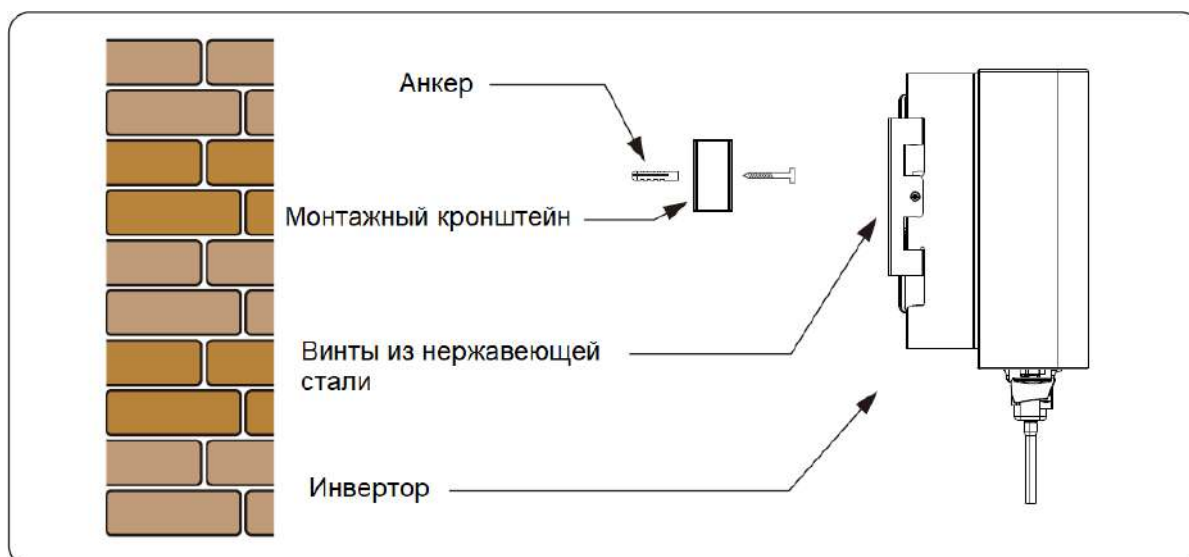 Анкер
Монтажный кронштейн
Винты из нержавеющей
стали
Инвертор